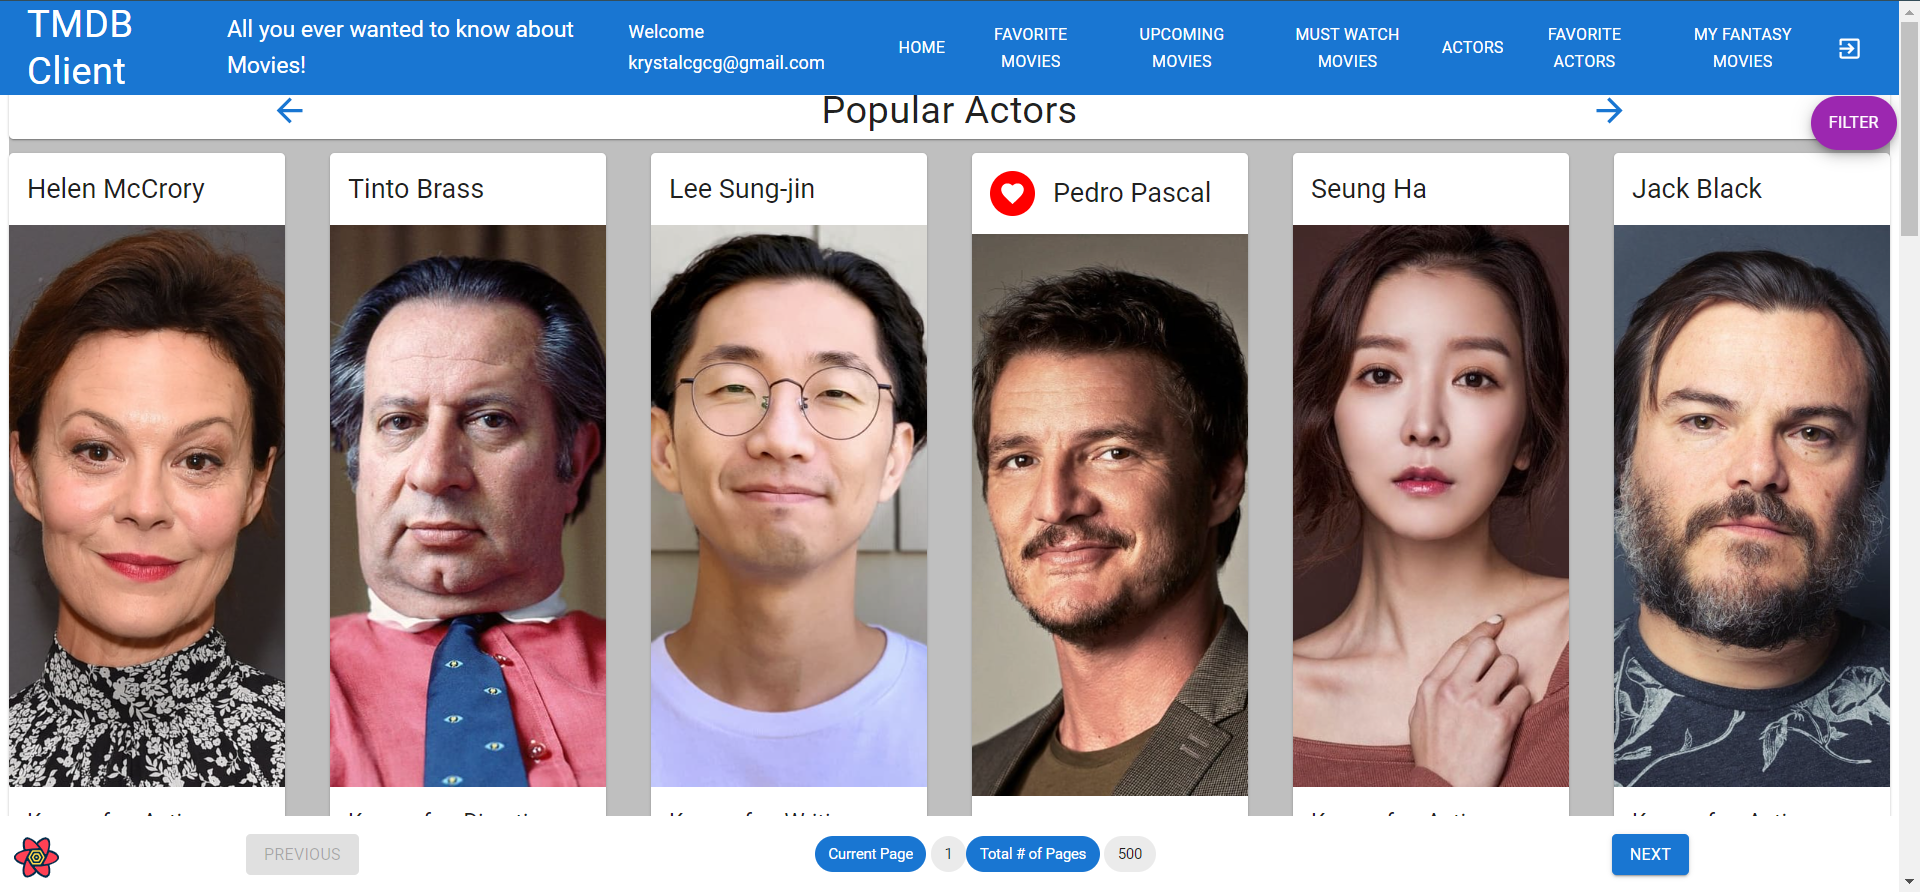 TMDB
Client
All you ever wanted to know about
Movies!
Welcome
krystalcgcg@gmail.com
HOME
FAVORITE
MOVIES
UPCOMING
MOVIES
MUST WATCH
MOVIES
ACTORS
FAVORITE
ACTORS
MY FANTASY
MOVIES
Popular Actors
FILTER
Helen McCrory
Tinto Brass
Lee Sung-jin
Pedro Pascal
Seung Ha
Jack Black
PREVIOUS
Current Page
1
Total # of Pages
500
NEXT